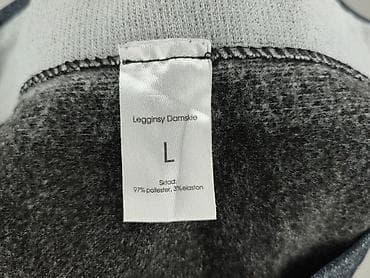 Legginsy Damskie
L
Skład:
97% poliester, 3% elastan